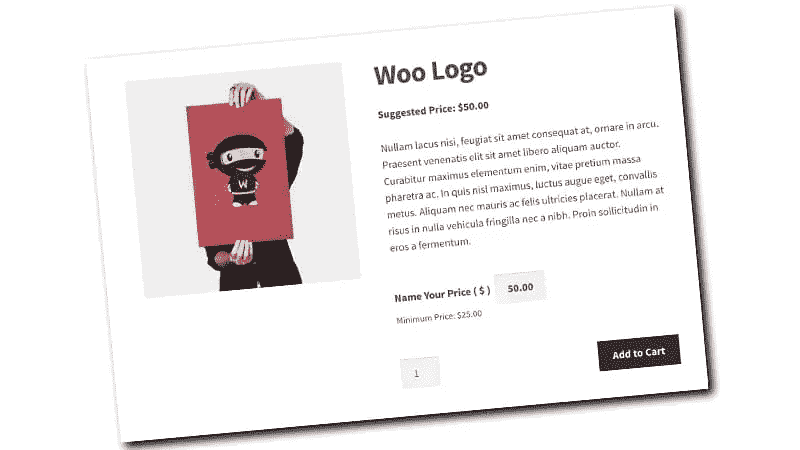 Woo Logo
Suggested Price: $50.00
Nullam lacus nisi, feugiat sit amet consequat at, ornare in arcu.
Praesent venenatis elit sit amet libero aliquam auctor.
Curabitur maximus elementum enim, vitae pretium massa
pharetra ac. In quis nisl maximus, luctus augue eget, convallis
metus. Aliquam nec mauris ac felis ultricies placerat. Nullam at
risus in nulla vehicula fringilla nec a nibh. Proin sollicitudin in
eros a fermentum.
W
Name Your Price ( $ ) 50.00
Minimum Price: $25.00
1
Add to Cart